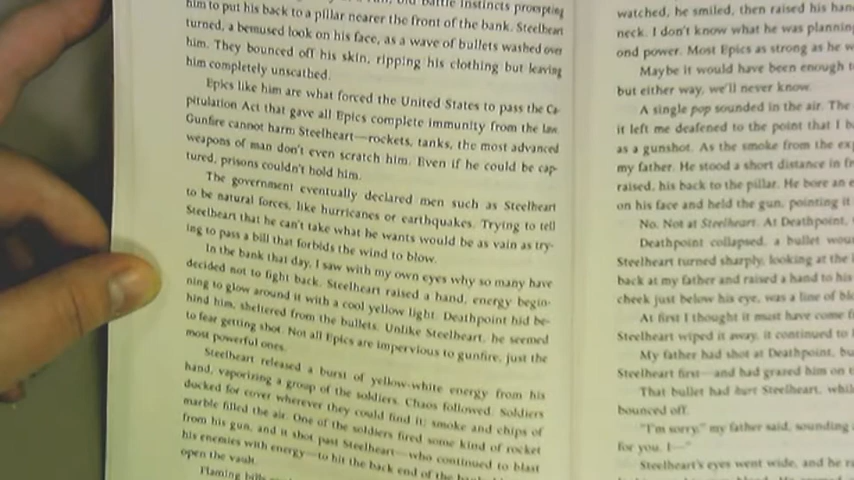 battle instincts prompting
him to put his back to a pillar nearer the front of the bank. Steelheart
turned, a bemused look on his face, as a wave of bullets washed over
him. They bounced off his skin, ripping his clothing but leaving
him completely unscathed.
Epics like him are what forced the United States to pass the Ca-
pitulation Act that gave all Epics complete immunity from the law.
Gunfire cannot harm Steelheart—rockets, tanks, the most advanced
weapons of man don't even scratch him. Even if he could be cap-
tured, prisons couldn't hold him.
The government eventually declared men such as Steelheart
to be natural forces, like hurricanes or earthquakes. Trying to tell
Steelheart that he can't take what he wants would be as vain as try-
ing to pass a bill that forbids the wind to blow.
In the bank that day, I saw with my own eyes why so many have
decided not to fight back. Steelheart raised a hand, energy begin-
ning to glow around it with a cool yellow light. Deathpoint hid be-
hind him, sheltered from the bullets. Unlike Steelheart, he seemed
to fear getting shot. Not all Epics are impervious to gunfire, just the
most powerful ones.
Steelheart released a burst of yellow-white energy from his
hand, vaporizing a group of the soldiers. Chaos followed. Soldiers
ducked for cover wherever they could find it; smoke and chips of
marble filled the air. One of the soldiers fired some kind of rocket
from his gun, and it shot past Steelheart—who continued to blast
his enemies with energy—to hit the back end of the
open the vault.
Flaming bills
watched, he smiled, then raised his
neck. I don't know what he was planning
ond power. Most Epics as strong as he
Maybe it would have been enough
but either way, we'll never know.
A single pop sounded in the air. The
it left me deafened to the point that I
as a gunshot. As the smoke from the
my father. He stood a short distance in
raised, his back to the pillar. He bore an
on his face and held the gun, pointing it
No. Not at Steelheart. At Deathpoint,
Deathpoint collapsed, a bullet
Steelheart turned sharply, looking at the
back at my father and raised a hand to his
cheek just below his eye, was a line of
At first I thought it must have come
Steelheart wiped it away, it continued to
My father had shot at Deathpoint,
Steelheart first—and had grazed him on
That bullet had hurt Steelheart,
bounced off.
"I'm sorry," my father said, sounding
for you. I—"
Steelheart's eyes went wide, and he